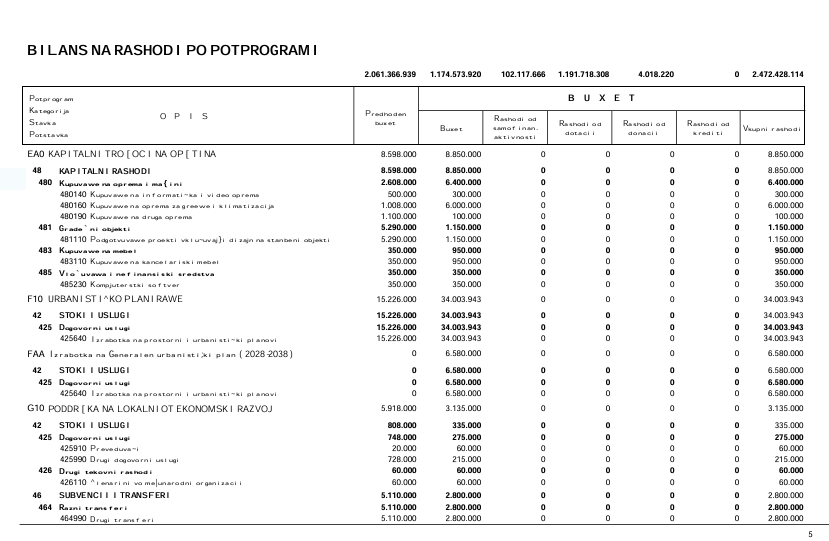 BILANS NA RASHODI PO POTPROGRAMI
2.061.366.939 1.174.573.920 102.117.666 1.191.718.308 4.018.220 0 2.472.428.114
Potprogram
Kategorija
Stavka
Potstavka
O P I S
Predhoden buxet
B U X E T
Buxet
Rashodi od samofinan. aktivnosti
Rashodi od dotacii
Rashodi od donacii
Rashodi od krediti
Vkupni rashodi
EA0 KAPITALNI TRO[OCI NA OP[TINA 8.598.000 8.850.000 0 0 0 0 8.850.000
48 KAPITALNI RASHODI 8.598.000 8.850.000 0 0 0 0 8.850.000
480 Kupuvawe na oprema i ma{ini 2.608.000 6.400.000 0 0 0 0 6.400.000
480140 Kupuvawe na informati~ka i video oprema 500.000 300.000 0 0 0 0 300.000
480160 Kupuvawe na oprema za greewe i klimatizacija 1.008.000 6.000.000 0 0 0 0 6.000.000
480190 Kupuvawe na druga oprema 1.100.000 100.000 0 0 0 0 100.000
481 Grade`ni objekti 5.290.000 1.150.000 0 0 0 0 1.150.000
481110 Podgotvuvawe proekti vklu~uvaj}i dizajn na stanbeni objekti 5.290.000 1.150.000 0 0 0 0 1.150.000
483 Kupuvawe na mebel 350.000 950.000 0 0 0 0 950.000
483110 Kupuvawe na kancelariski mebel 350.000 950.000 0 0 0 0 950.000
485 Vlo`uvawa i nefinansiski sredstva 350.000 350.000 0 0 0 0 350.000
485230 Kompjuterski softver 350.000 350.000 0 0 0 0 350.000
F10 URBANISTI^KO PLANIRAWE 15.226.000 34.003.943 0 0 0 0 34.003.943
42 STOKI I USLUGI 15.226.000 34.003.943 0 0 0 0 34.003.943
425 Dogovorni uslugi 15.226.000 34.003.943 0 0 0 0 34.003.943
425640 Izrabotka na prostorni i urbanisti~ki planovi 15.226.000 34.003.943 0 0 0 0 34.003.943
FAA Izrabotka na Generalen urbanisti;ki plan (2028-2038) 0 6.580.000 0 0 0 0 6.580.000
42 STOKI I USLUGI 0 6.580.000 0 0 0 0 6.580.000
425 Dogovorni uslugi 0 6.580.000 0 0 0 0 6.580.000
425640 Izrabotka na prostorni i urbanisti~ki planovi 0 6.580.000 0 0 0 0 6.580.000
G10 PODDR[KA NA LOKALNIOT EKONOMSKI RAZVOJ 5.918.000 3.135.000 0 0 0 0 3.135.000
42 STOKI I USLUGI 808.000 335.000 0 0 0 0 335.000
425 Dogovorni uslugi 748.000 275.000 0 0 0 0 275.000
425910 Preveduva~i 20.000 60.000 0 0 0 0 60.000
425990 Drugi dogovorni uslugi 728.000 215.000 0 0 0 0 215.000
426 Drugi tekovni rashodi 60.000 60.000 0 0 0 0 60.000
426110 ^lenarini vo me|unarodni organizacii 60.000 60.000 0 0 0 0 60.000
46 SUBVENCII I TRANSFERI 5.110.000 2.800.000 0 0 0 0 2.800.000
464 Razni transferi 5.110.000 2.800.000 0 0 0 0 2.800.000
464990 Drugi transferi 5.110.000 2.800.000 0 0 0 0 2.800.000
5